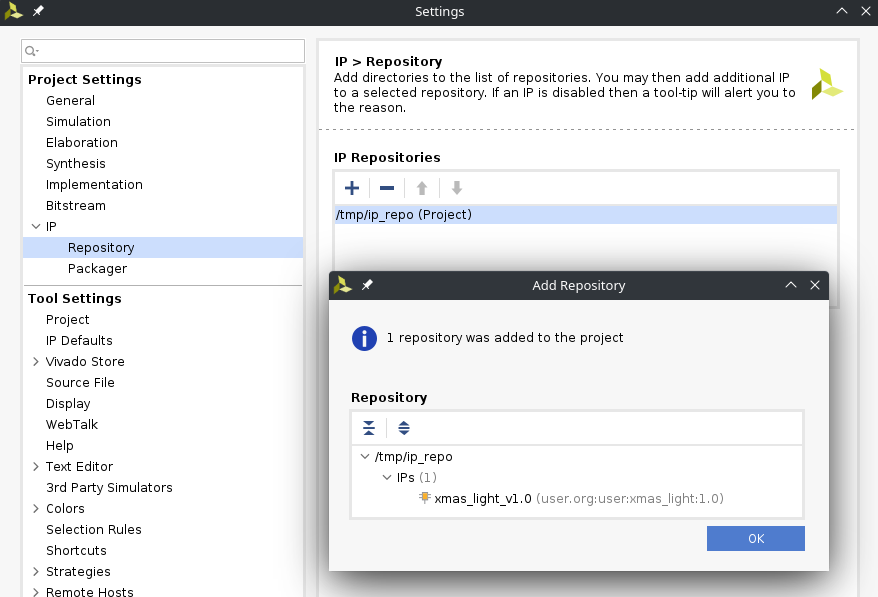 Settings
Project Settings
General
Simulation
Elaboration
Synthesis
Implementation
Bitstream
IP
Repository
Packager
Tool Settings
Project
IP Defaults
Vivado Store
Source File
Display
WebTalk
Help
Text Editor
3rd Party Simulators
Colors
Selection Rules
Shortcuts
Strategies
Remote Hosts
IP > Repository
Add directories to the list of repositories. You may then add additional IP
to a selected repository. If an IP is disabled then a tool-tip will alert you to
the reason.
IP Repositories
/tmp/ip_repo (Project)
Add Repository
1 repository was added to the project
Repository
/tmp/ip_repo
IPs (1)
xmas_light_v1.0 (user.org:user:xmas_light:1.0)
OK